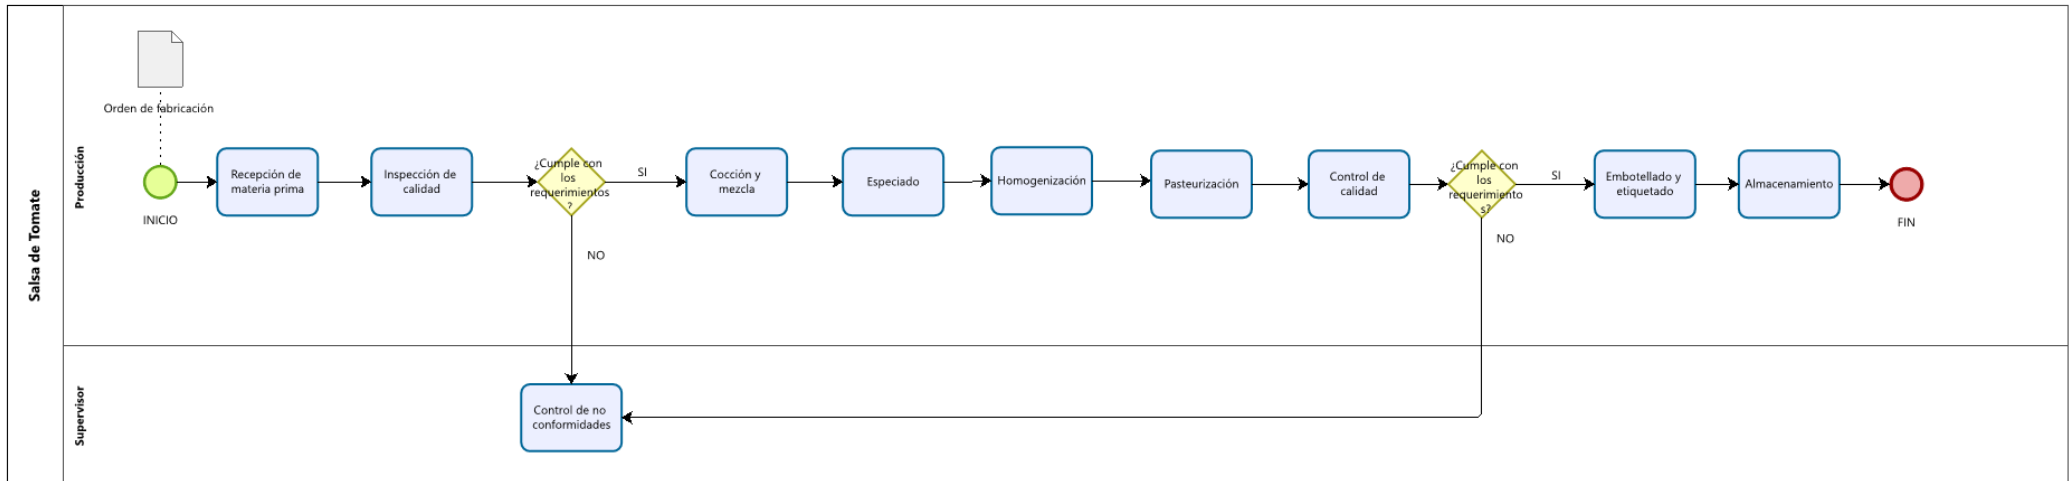 Salsa de Tomate
Producción
Orden de fabricación
INICIO
Recepción de
materia prima
Inspección de
calidad
¿Cumple con
los
requerimientos
?
SI
NO
Cocción y
mezcla
Especiado
Homogenización
Pasteurización
Control de
calidad
¿Cumple con
los
requerimiento
s?
SI
NO
Embotellado y
etiquetado
Almacenamiento
FIN
Supervisor
Control de no
conformidades